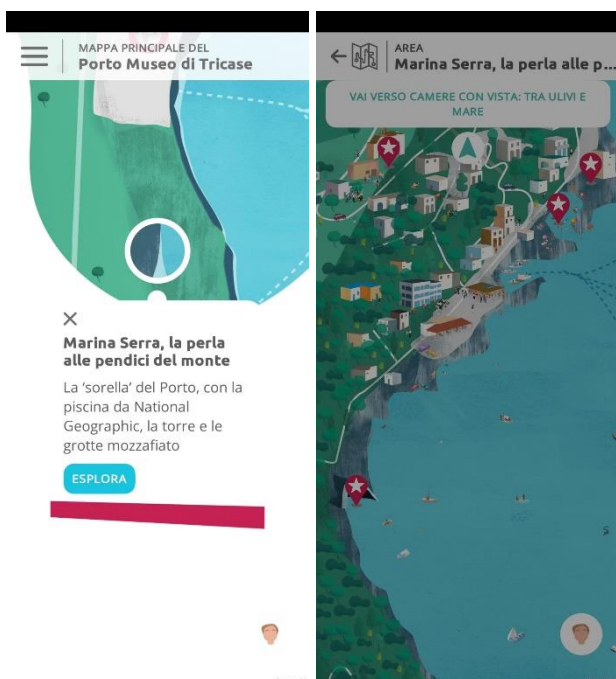 MAPPA PRINCIPALE DEL
Porto Museo di Tricase
Marina Serra, la perla
alle pendici del monte
La ‘sorella’ del Porto, con la
piscina da National
Geographic, la torre e le
grotte mozzafiato
ESPLORA
AREA
Marina Serra, la perla alle p...
VAI VERSO CAMERE CON VISTA: TRA ULIVI E
MARE